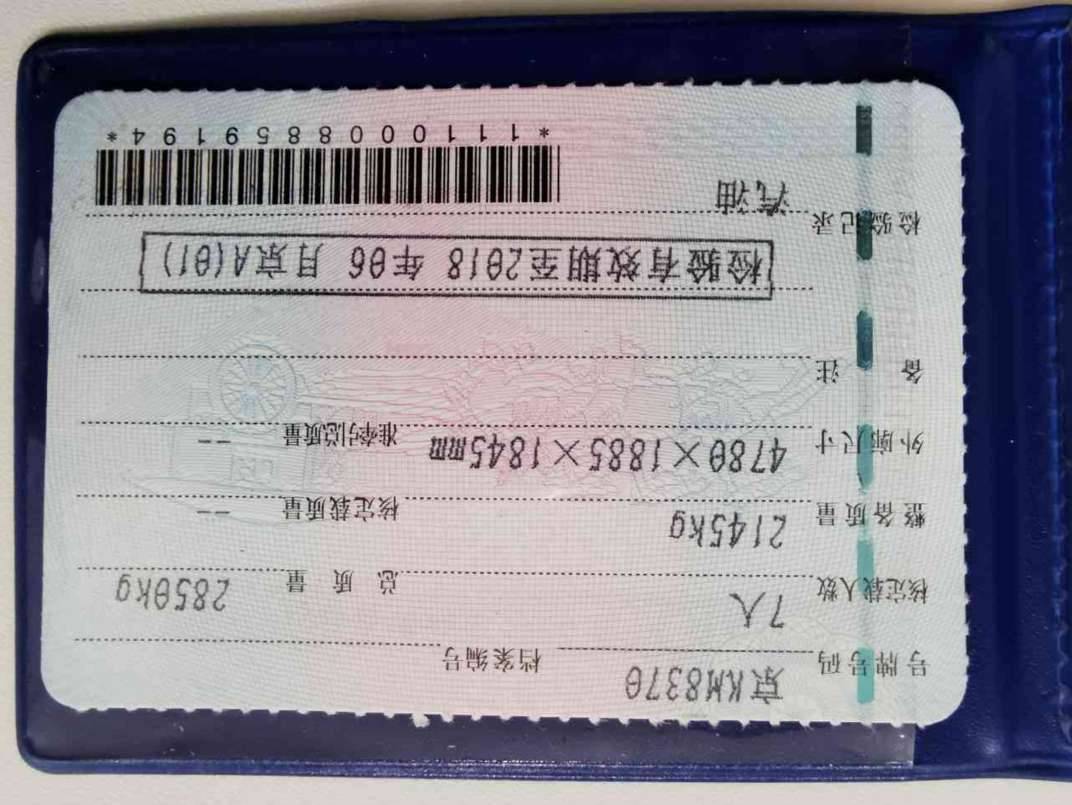 号牌号码 京KM8370 档案编号
核定载人数 7人 总质量 2850kg
整备质量 2145kg 核定载质量 --
外廓尺寸 4780×1885×1845mm 准牵引总质量 --
备注
检验有效期至2018年06月京A(01)
检验记录
汽油
*1110008859194*